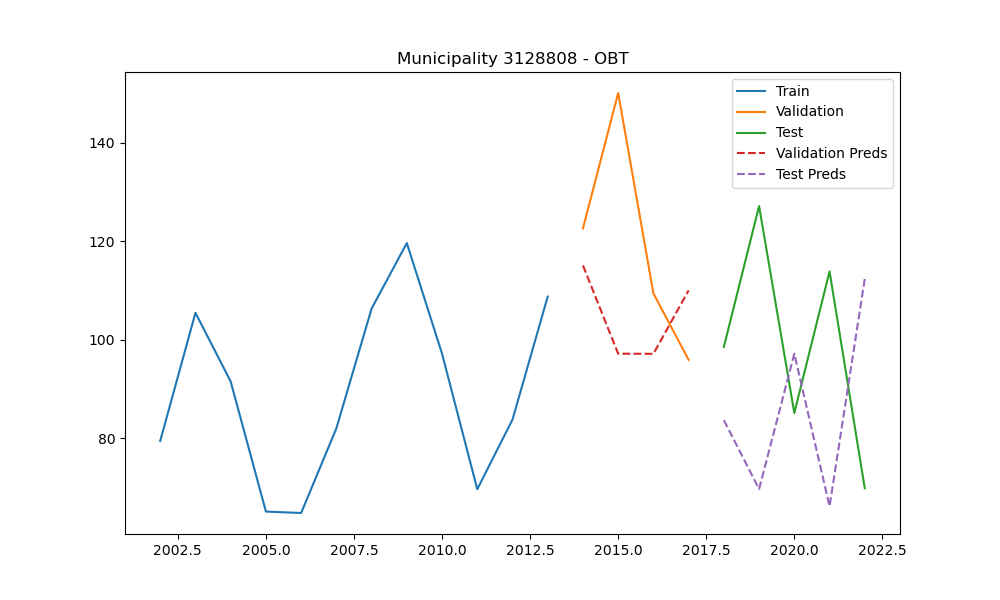 Municipality 3128808 - OBT
Train
Validation
Test
Validation Preds
Test Preds
140
120
100
80
2002.5 2005.0 2007.5 2010.0 2012.5 2015.0 2017.5 2020.0 2022.5